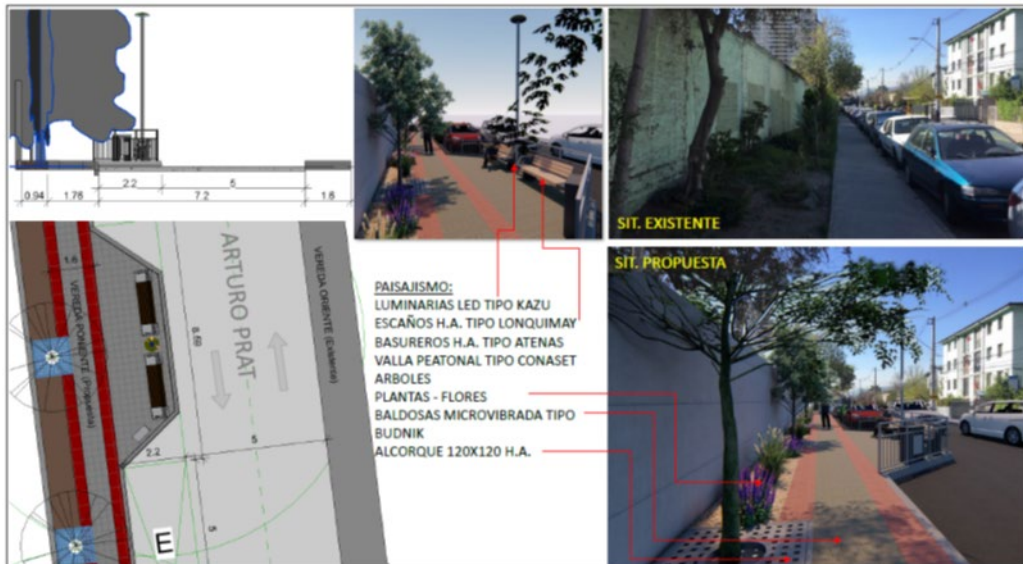 0.94
1.76
2.2
5
7.2
1.6
SIT. EXISTENTE
SIT. PROPUESTA
PAISAJISMO:
LUMINARIAS LED TIPO KAZU
ESCAÑOS H.A. TIPO LONQUIMAY
BASUREROS H.A. TIPO ATENAS
VALLA PEATONAL TIPO CONASET
ARBOLES
PLANTAS - FLORES
BALDOSAS MICROVIBRADA TIPO
BUDNIK
ALCORQUE 120X120 H.A.
1.6
VEREDA PONIENTE (Propuesta)
ARTURO PRAT
VEREDA ORIENTE (Existente)
2.2
5
5
E